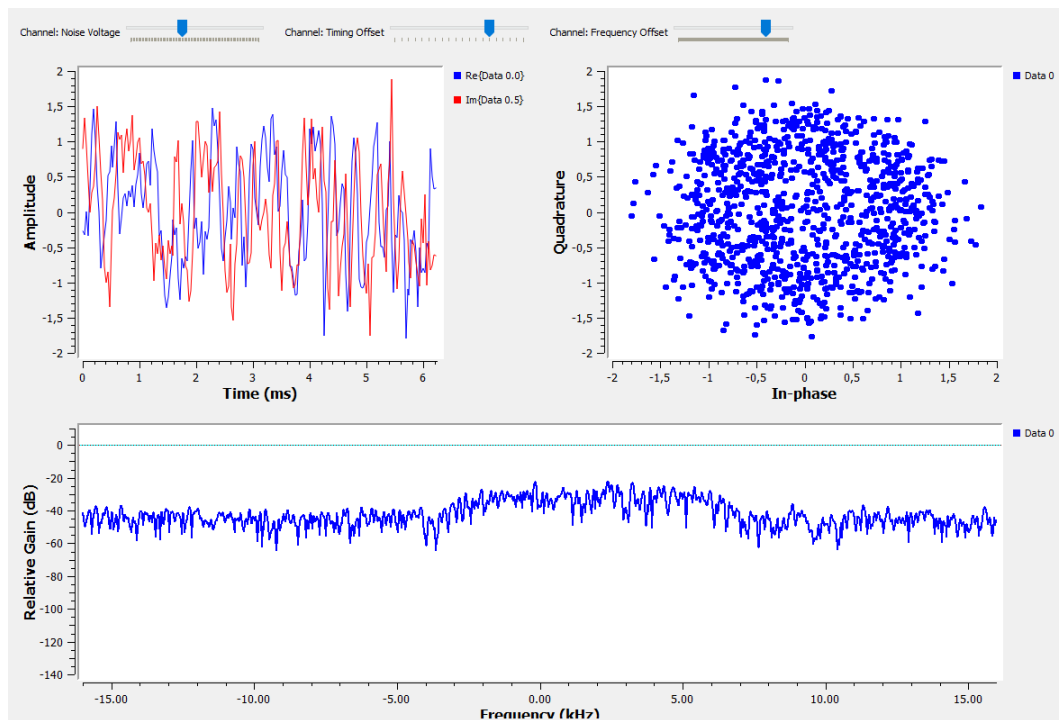 Channel: Noise Voltage
Channel: Timing Offset
Channel: Frequency Offset
2
1,5
1
0,5
0
-0,5
-1
-1,5
-2
Amplitude
0 1 2 3 4 5 6
Time (ms)
Re{Data 0.0}
Im{Data 0.5}
2
1,5
1
0,5
0
-0,5
-1
-1,5
-2
Quadrature
-2 -1,5 -1 -0,5 0 0,5 1 1,5 2
In-phase
Data 0
0
-20
-40
-60
-80
-100
-120
-140
Relative Gain (dB)
-15.00 -10.00 -5.00 0.00 5.00 10.00 15.00
Frequency (kHz)
Data 0